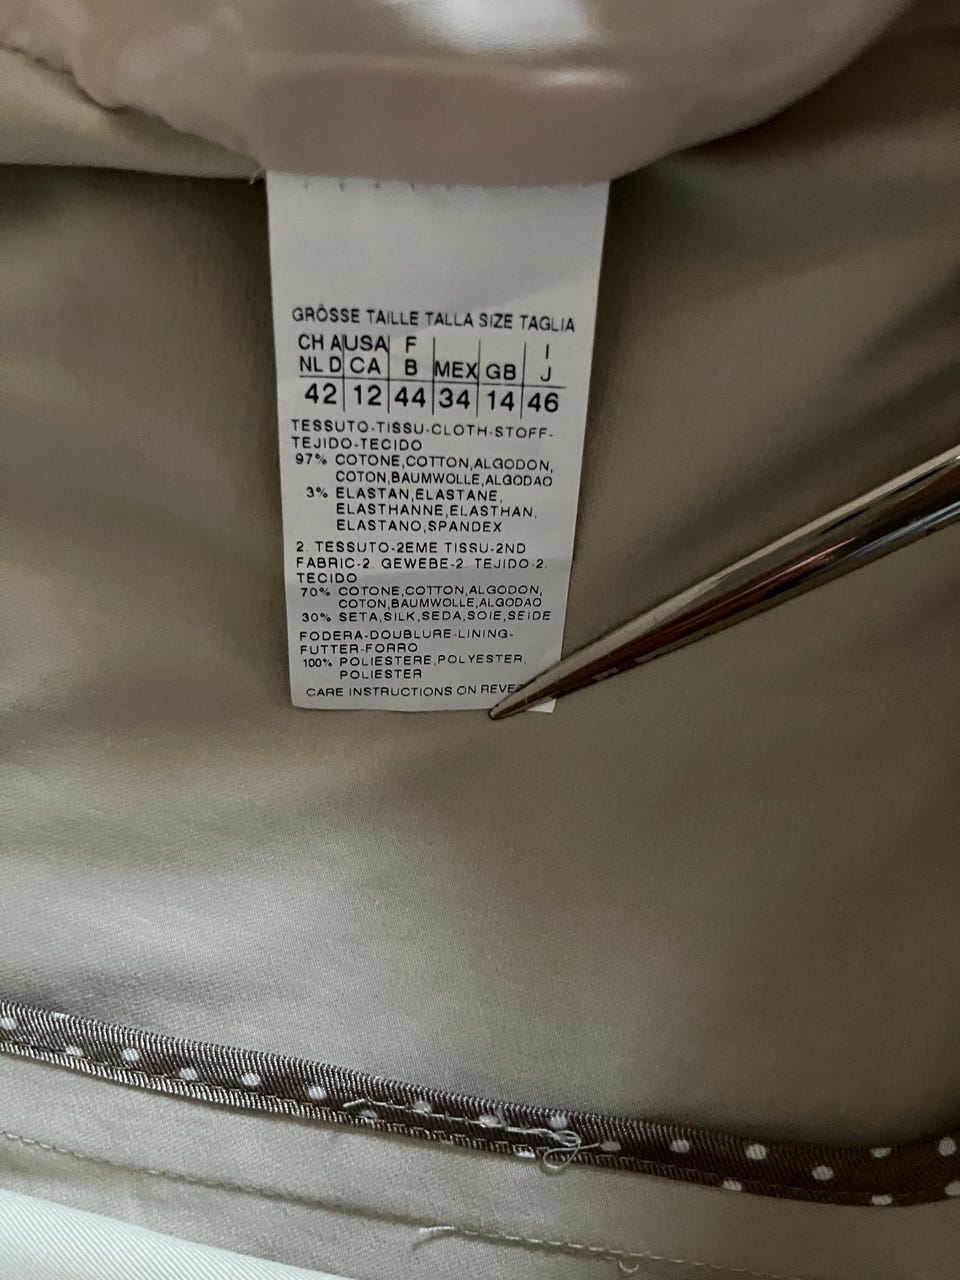 GRÖSSE TAILLE TALLA SIZE TAGLIA
CH A USA F I
NL D CA B MEX GB J
42 12 44 34 14 46
TESSUTO-TISSU-CLOTH-STOFF-
TEJIDO-TECIDO
97% COTONE,COTTON,ALGODON,
COTON,BAUMWOLLE,ALGODAO
3% ELASTAN,ELASTANE,
ELASTHANNE,ELASTHAN,
ELASTANO,SPANDEX
2. TESSUTO-2EME TISSU-2ND
FABRIC-2. GEWEBE-2. TEJIDO-2.
TECIDO
70% COTONE,COTTON,ALGODON,
COTON,BAUMWOLLE,ALGODAO
30% SETA,SILK,SEDA,SOIE,SEIDE
FODERA-DOUBLURE-LINING-
FUTTER-FORRO
100% POLIESTERE,POLYESTER,
POLIESTER
CARE INSTRUCTIONS ON